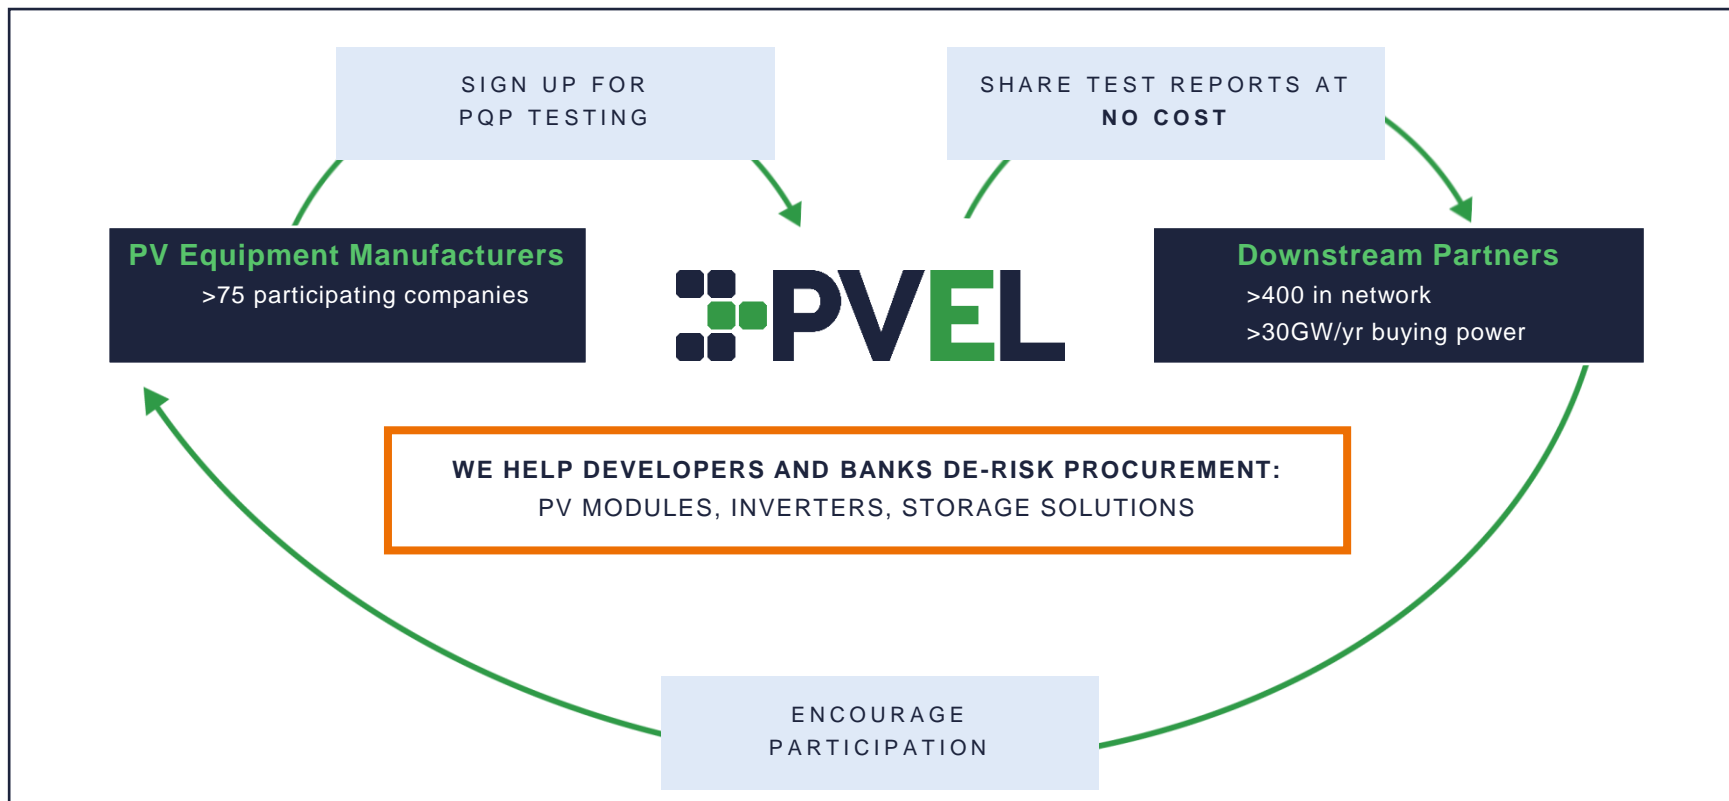 SIGN UP FOR
PQP TESTING
SHARE TEST REPORTS AT
NO COST
PV Equipment Manufacturers
>75 participating companies
PVEL
Downstream Partners
>400 in network
>30GW/yr buying power
WE HELP DEVELOPERS AND BANKS DE-RISK PROCUREMENT:
PV MODULES, INVERTERS, STORAGE SOLUTIONS
ENCOURAGE
PARTICIPATION